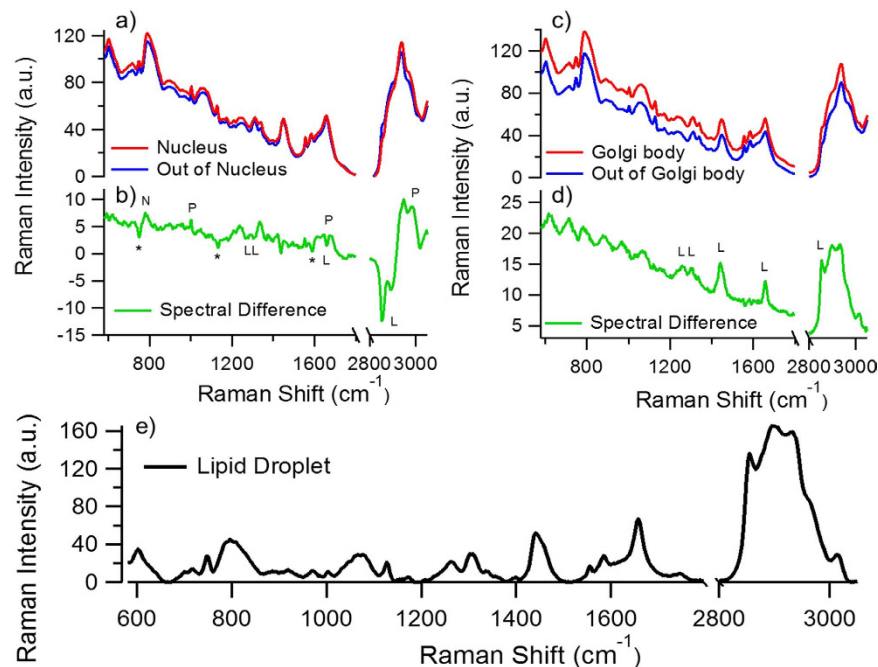 a)
120
80
40
0
Raman Intensity (a.u.)
Nucleus
Out of Nucleus
b)
10
5
0
-5
-10
-15
Raman Intensity (a.u.)
N
P
P
*
*
*
LL
L
L
Spectral Difference
800
1200
1600
2800
3000
Raman Shift (cm⁻¹)
c)
120
80
40
0
Raman Intensity (a.u.)
Golgi body
Out of Golgi body
d)
25
20
15
10
5
Raman Intensity (a.u.)
LL
L
L
L
Spectral Difference
800
1200
1600
2800
3000
Raman Shift (cm⁻¹)
e)
160
120
80
40
0
Raman Intensity (a.u.)
Lipid Droplet
600
800
1000
1200
1400
1600
2800
3000
Raman Shift (cm⁻¹)